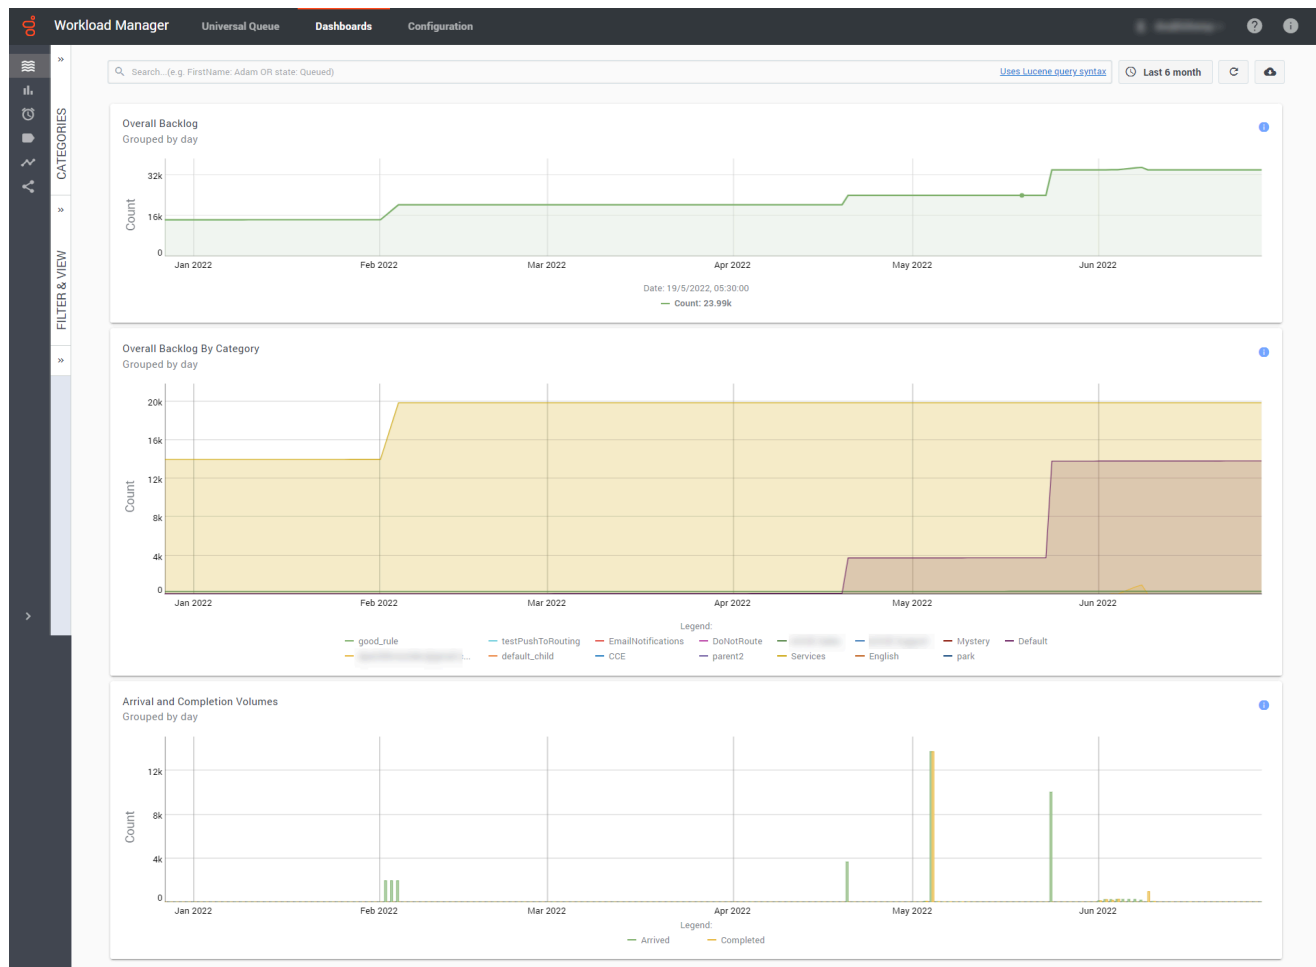 Workload Manager
Universal Queue
Dashboards
Configuration
CATEGORIES
FILTER & VIEW
Search...(e.g. FirstName: Adam OR state: Queued)
Uses Lucene query syntax
Last 6 month
Overall Backlog
Grouped by day
32k
16k
0
Count
Jan 2022 Feb 2022 Mar 2022 Apr 2022 May 2022 Jun 2022
Date: 19/5/2022, 05:30:00
Count: 23.99k
Overall Backlog By Category
Grouped by day
20k
16k
12k
8k
4k
0
Count
Jan 2022 Feb 2022 Mar 2022 Apr 2022 May 2022 Jun 2022
Legend:
good_rule testPushToRouting EmailNotifications DoNotRoute Mystery Default
default_child CCE parent2 Services English park
Arrival and Completion Volumes
Grouped by day
12k
8k
4k
0
Count
Jan 2022 Feb 2022 Mar 2022 Apr 2022 May 2022 Jun 2022
Legend:
Arrived Completed